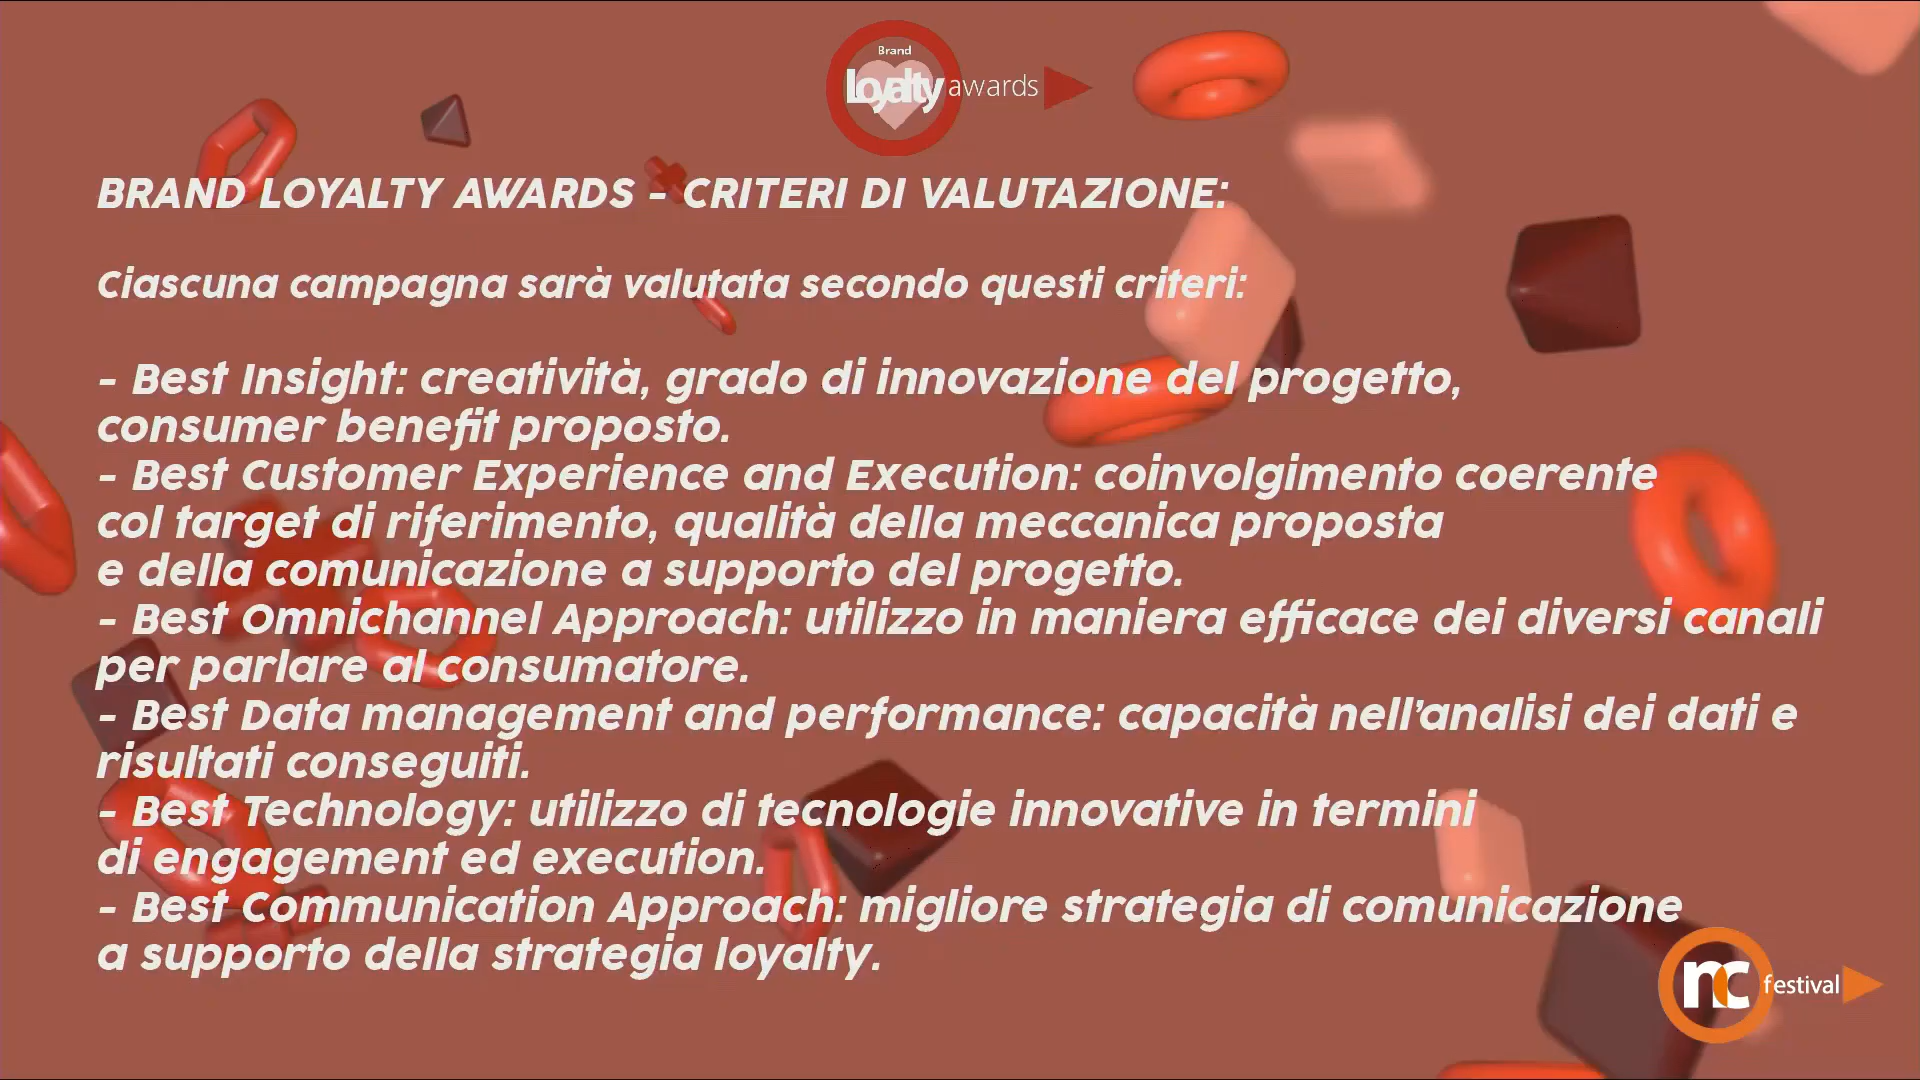 Brand
loyalty awards
BRAND LOYALTY AWARDS - CRITERI DI VALUTAZIONE:
Ciascuna campagna sarà valutata secondo questi criteri:
- Best Insight: creatività, grado di innovazione del progetto,
consumer benefit proposto.
- Best Customer Experience and Execution: coinvolgimento coerente
col target di riferimento, qualità della meccanica proposta
e della comunicazione a supporto del progetto.
- Best Omnichannel Approach: utilizzo in maniera efficace dei diversi canali
per parlare al consumatore.
- Best Data management and performance: capacità nell’analisi dei dati e
risultati conseguiti.
- Best Technology: utilizzo di tecnologie innovative in termini
di engagement ed execution.
- Best Communication Approach: migliore strategia di comunicazione
a supporto della strategia loyalty.
nc festival